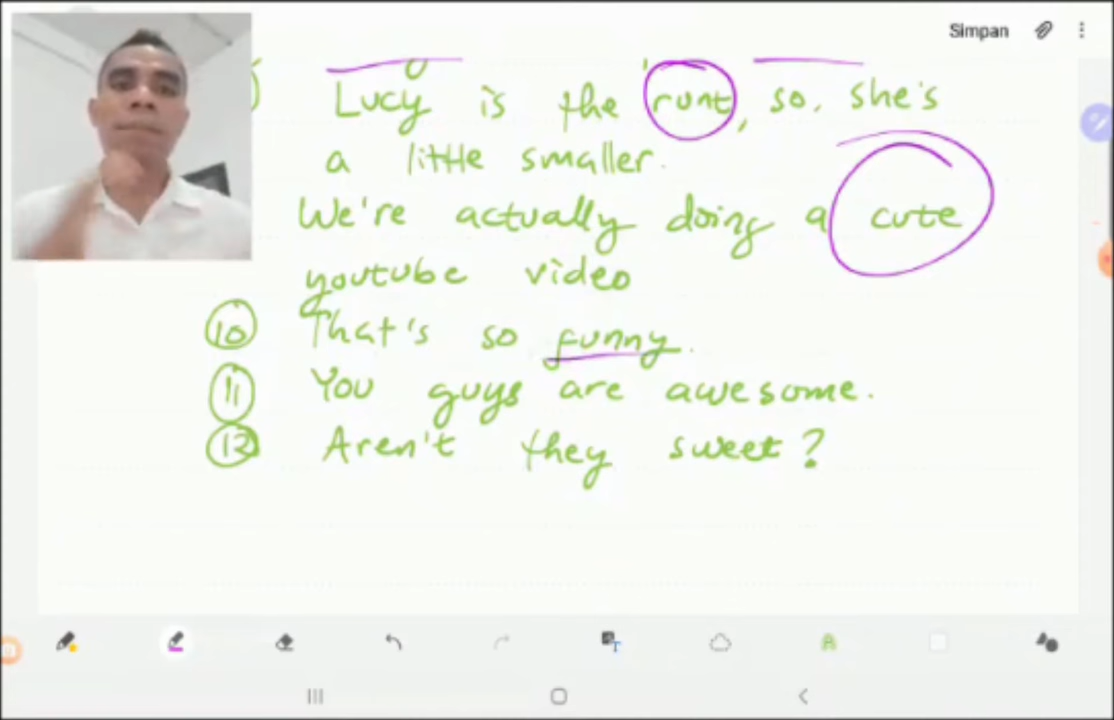 Simpan
Lucy is the runt, so. she's
a little smaller.
We're actually doing a cute
youtube video
10 That's so funny.
11 You guys are awesome.
12 Aren't they sweet?